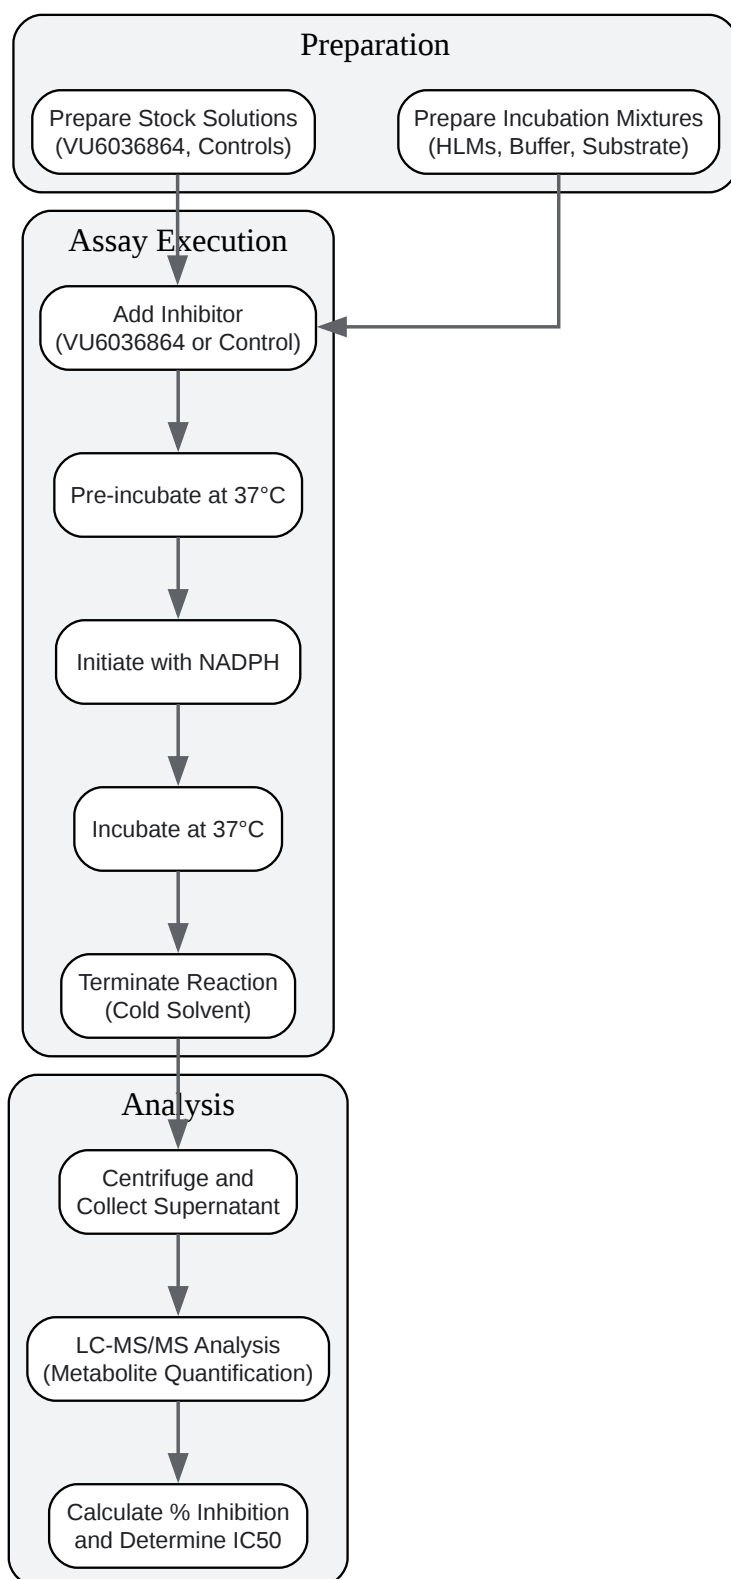 Preparation
Prepare Stock Solutions
(VU6036864, Controls)
Prepare Incubation Mixtures
(HLMs, Buffer, Substrate)
Assay Execution
Add Inhibitor
(VU6036864 or Control)
Pre-incubate at 37°C
Initiate with NADPH
Incubate at 37°C
Terminate Reaction
(Cold Solvent)
Analysis
Centrifuge and
Collect Supernatant
LC-MS/MS Analysis
(Metabolite Quantification)
Calculate % Inhibition
and Determine IC50